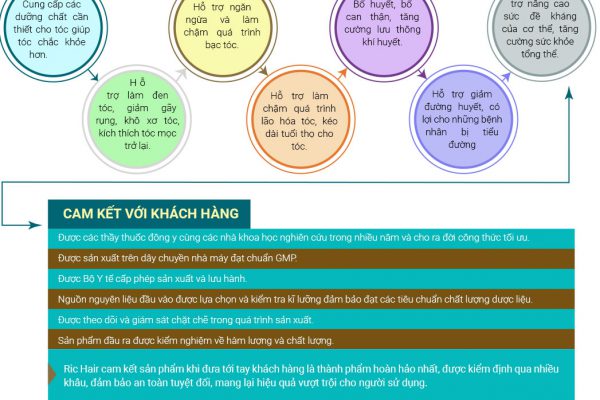 Cung cấp các
dưỡng chất cần
thiết cho tóc giúp
tóc chắc khỏe
hơn.
H ỗ
trợ làm đen
tóc, giảm gãy
rụng, khô xơ tóc,
kích thích tóc mọc
trở lại.
Hỗ trợ ngăn
ngừa và làm
chậm quá trình
bạc tóc.
Hỗ trợ làm
chậm quá trình
lão hóa tóc, kéo
dài tuổi thọ cho
tóc.
Bổ huyết, bổ
can thận, tăng
cường lưu thông
khí huyết.
Hỗ trợ giảm
đường huyết, có
lợi cho những bệnh
nhân bị tiểu
đường
trợ nâng cao
sức đề kháng
của cơ thể, tăng
cường sức khỏe
tổng thể.
CAM KẾT VỚI KHÁCH HÀNG
Được các thầy thuốc đông y cùng các nhà khoa học nghiên cứu trong nhiều năm và cho ra đời công thức tối ưu.
Được sản xuất trên dây chuyền nhà máy đạt chuẩn GMP.
Được Bộ Y tế cấp phép sản xuất và lưu hành.
Nguồn nguyên liệu đầu vào được lựa chọn và kiểm tra kĩ lưỡng đảm bảo đạt các tiêu chuẩn chất lượng dược liệu.
Được theo dõi và giám sát chặt chẽ trong quá trình sản xuất.
Sản phẩm đầu ra được kiểm nghiệm về hàm lượng và chất lượng.
Ric Hair cam kết sản phẩm khi đưa tới tay khách hàng là thành phẩm hoàn hảo nhất, được kiểm định qua nhiều
khâu, đảm bảo an toàn tuyệt đối, mang lại hiệu quả vượt trội cho người sử dụng.